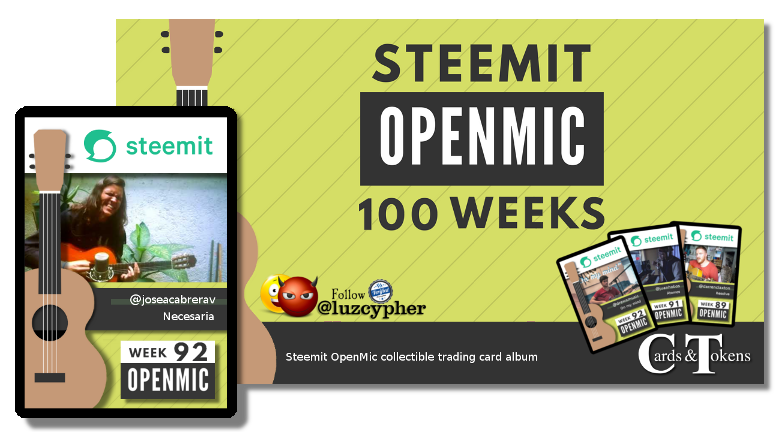 STEEMIT
OPENMIC
100 WEEKS
steemit
@joseacabrerav
Necesaria
WEEK 92
OPENMIC
Follow
@luzcypher
Steemit OpenMic collectible trading card album
steemit
WEEK 92
OPENMIC
steemit
WEEK 91
OPENMIC
steemit
WEEK 89
OPENMIC
Cards & Tokens